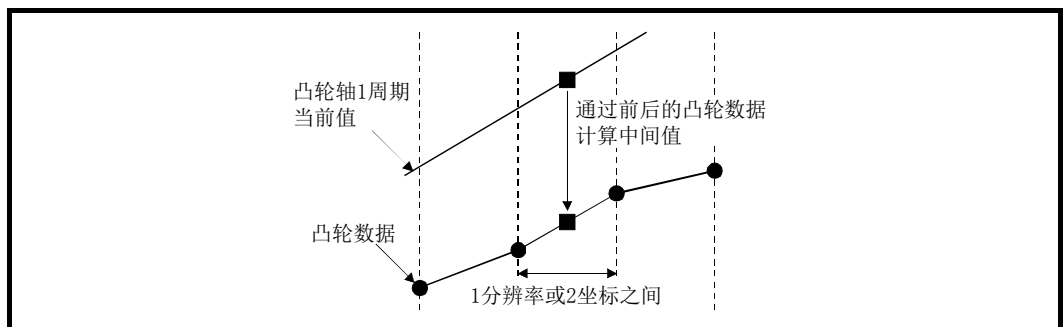 凸轮轴1周期
当前值
通过前后的凸轮数据
计算中间值
凸轮数据
1分辨率或2坐标之间